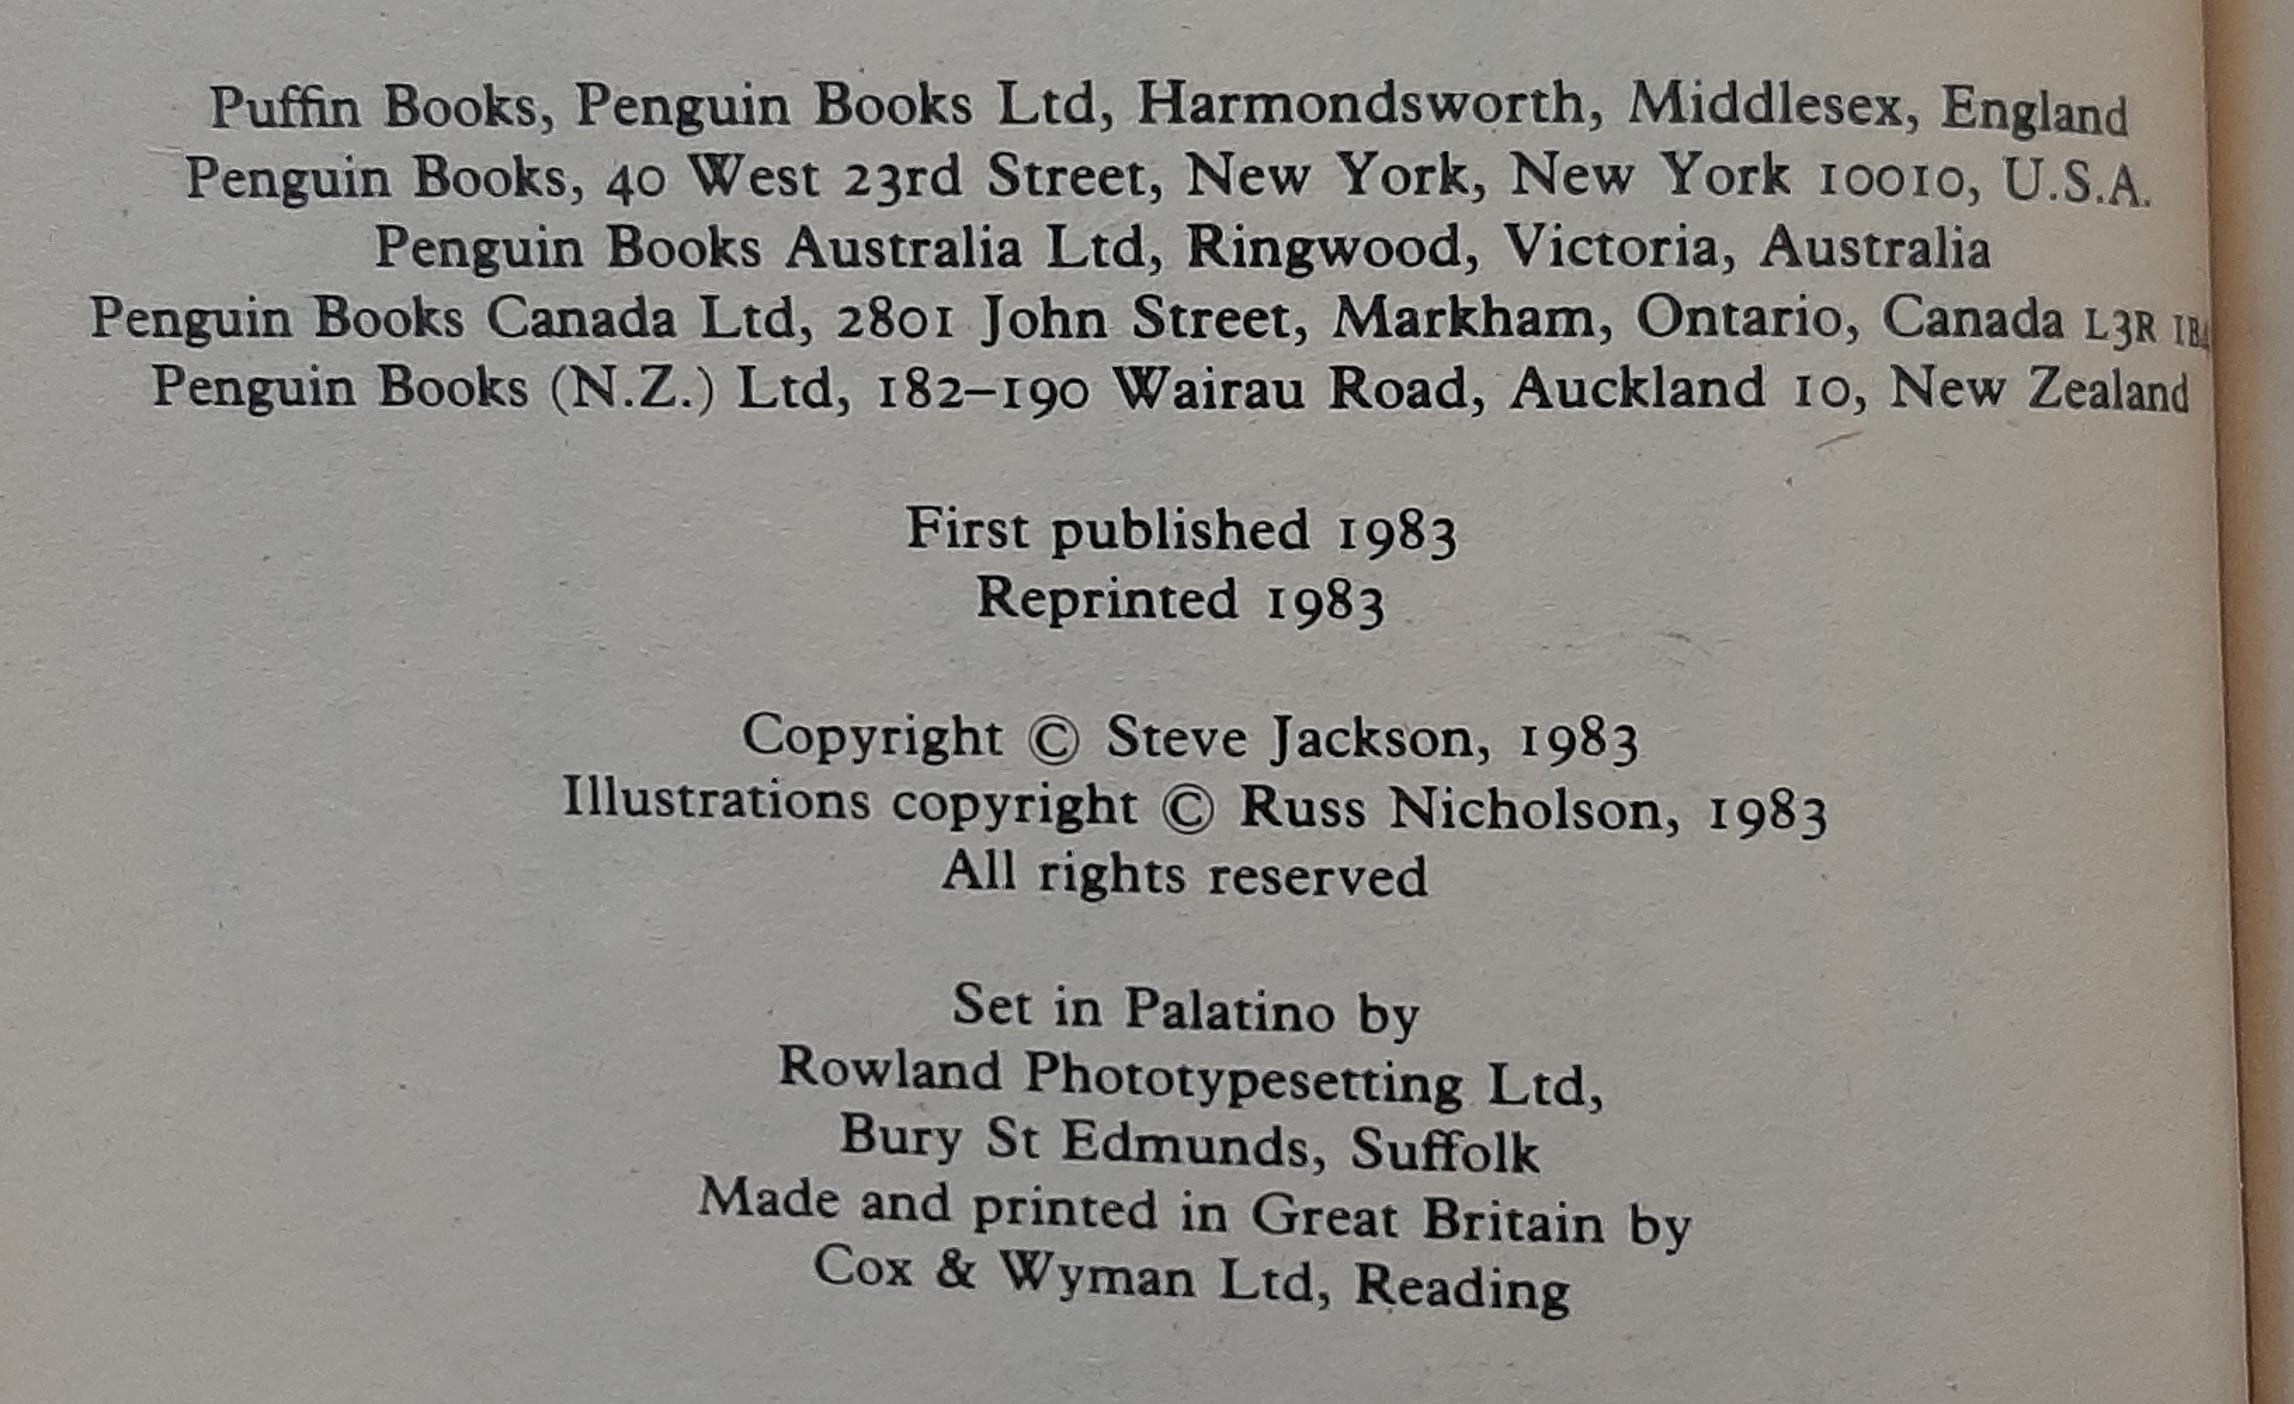 Puffin Books, Penguin Books Ltd, Harmondsworth, Middlesex, England
Penguin Books, 40 West 23rd Street, New York, New York 10010, U.S.A.
Penguin Books Australia Ltd, Ringwood, Victoria, Australia
Penguin Books Canada Ltd, 2801 John Street, Markham, Ontario, Canada L3R
Penguin Books (N.Z.) Ltd, 182–190 Wairau Road, Auckland 10, New Zealand
First published 1983
Reprinted 1983
Copyright © Steve Jackson, 1983
Illustrations copyright © Russ Nicholson, 1983
All rights reserved
Set in Palatino by
Rowland Phototypesetting Ltd,
Bury St Edmunds, Suffolk
Made and printed in Great Britain by
Cox & Wyman Ltd, Reading